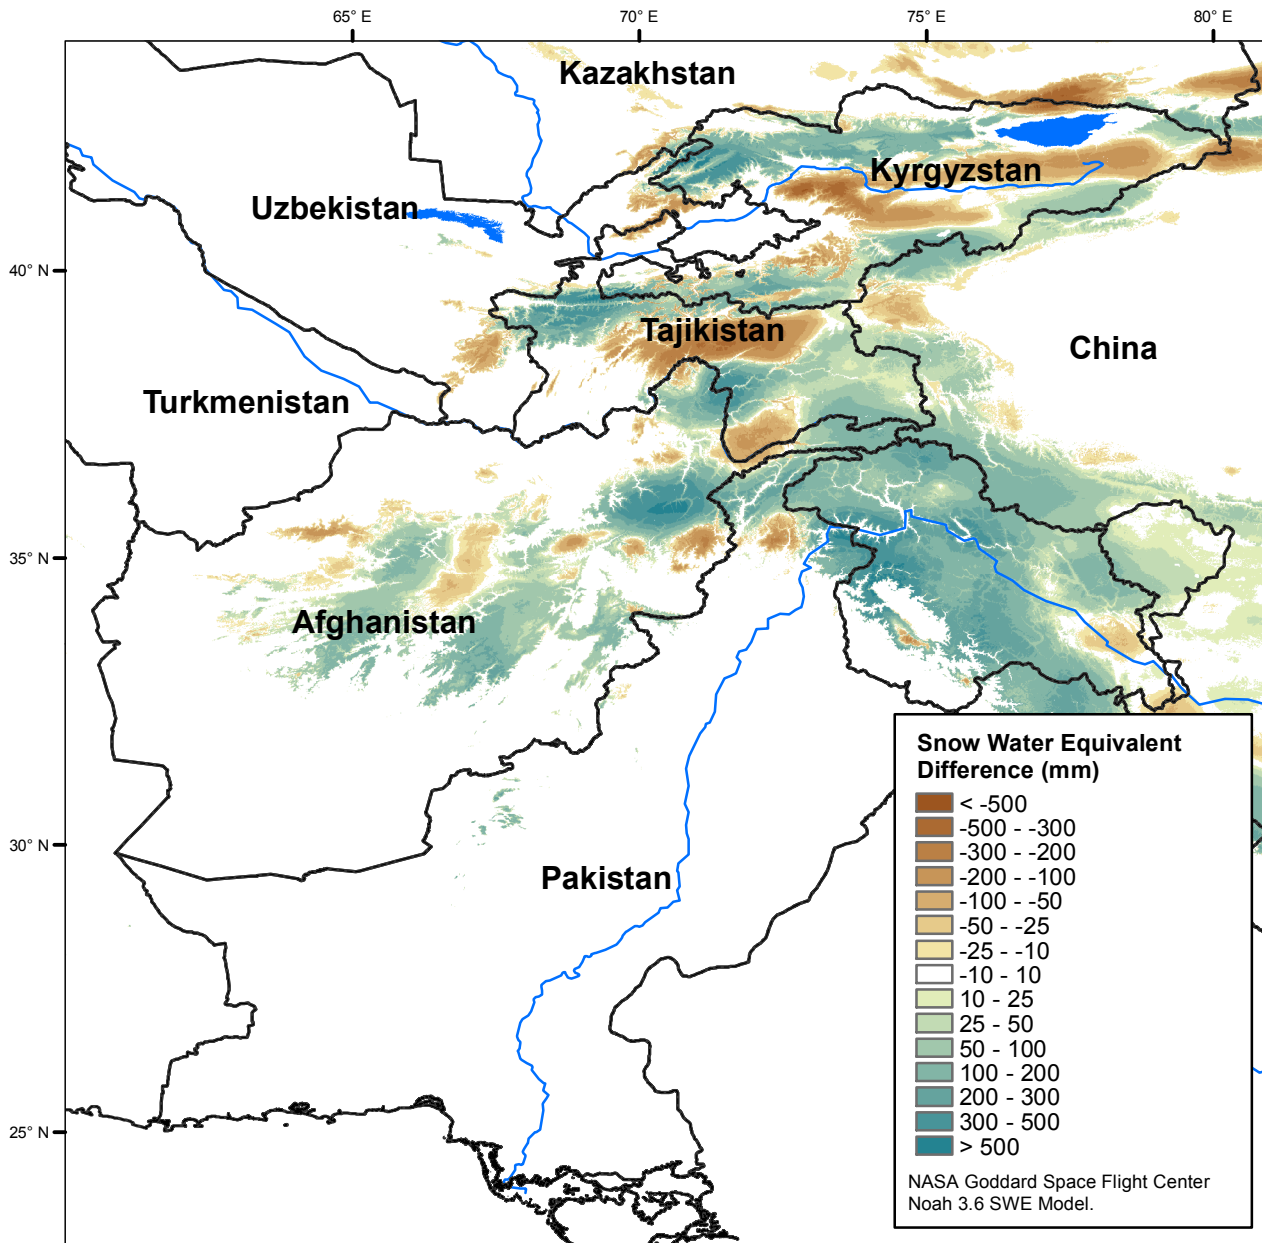 65° E
70° E
75° E
80° E
Kazakhstan
Kyrgyzstan
Uzbekistan
40° N
Tajikistan
China
Turkmenistan
35° N
Afghanistan
Snow Water Equivalent
Difference (mm)
< -500
-500 - -300
-300 - -200
-200 - -100
-100 - -50
-50 - -25
-25 - -10
-10 - 10
10 - 25
25 - 50
50 - 100
100 - 200
200 - 300
300 - 500
> 500
NASA Goddard Space Flight Center
Noah 3.6 SWE Model.
30° N
Pakistan
25° N